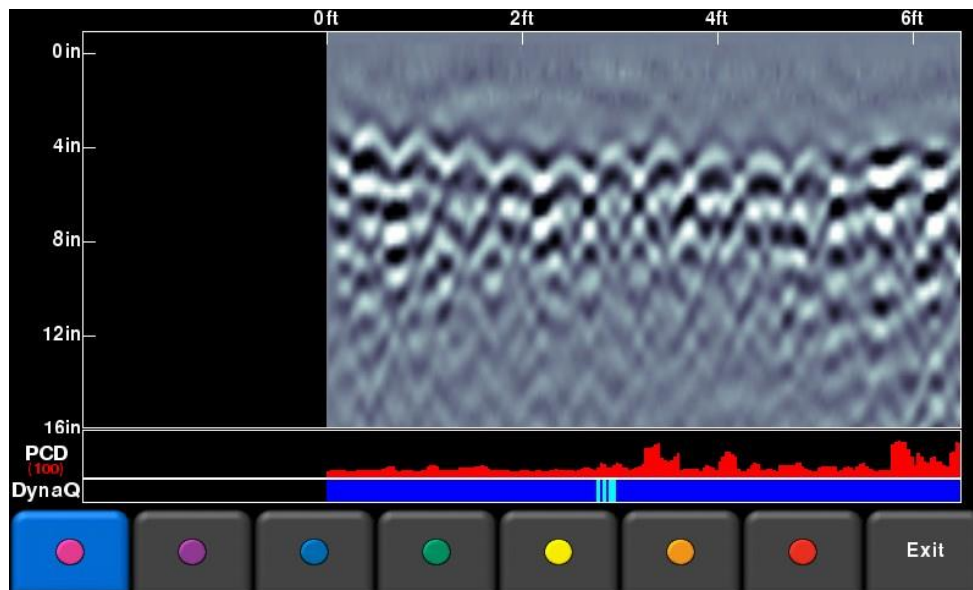 0ft 2ft 4ft 6ft
0in
4in
8in
12in
16in
PCD
(100)
DynaQ
Exit